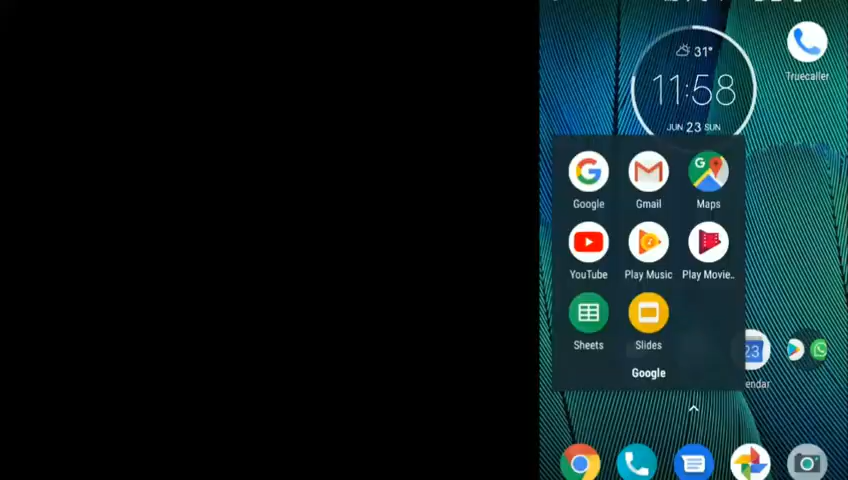 31°
11:58
JUN 23 SUN
Truecaller
Google Gmail Maps
YouTube Play Music Play Movie..
Sheets Slides
Google
23
endar